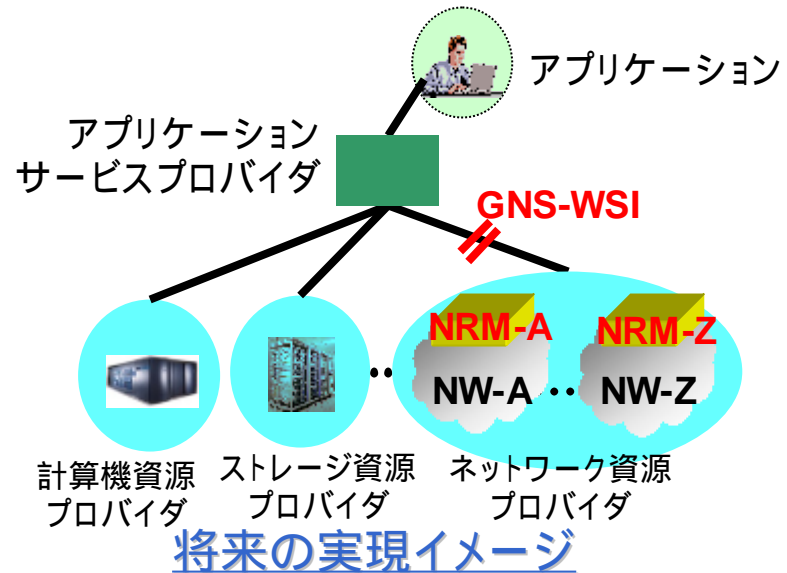 アプリケーション
アプリケーション
サービスプロバイダ
GNS-WSI
NRM-A
NRM-Z
NW-A
NW-Z
計算機資源
プロバイダ
ストレージ資源
プロバイダ
ネットワーク資源
プロバイダ
将来の実現イメージ